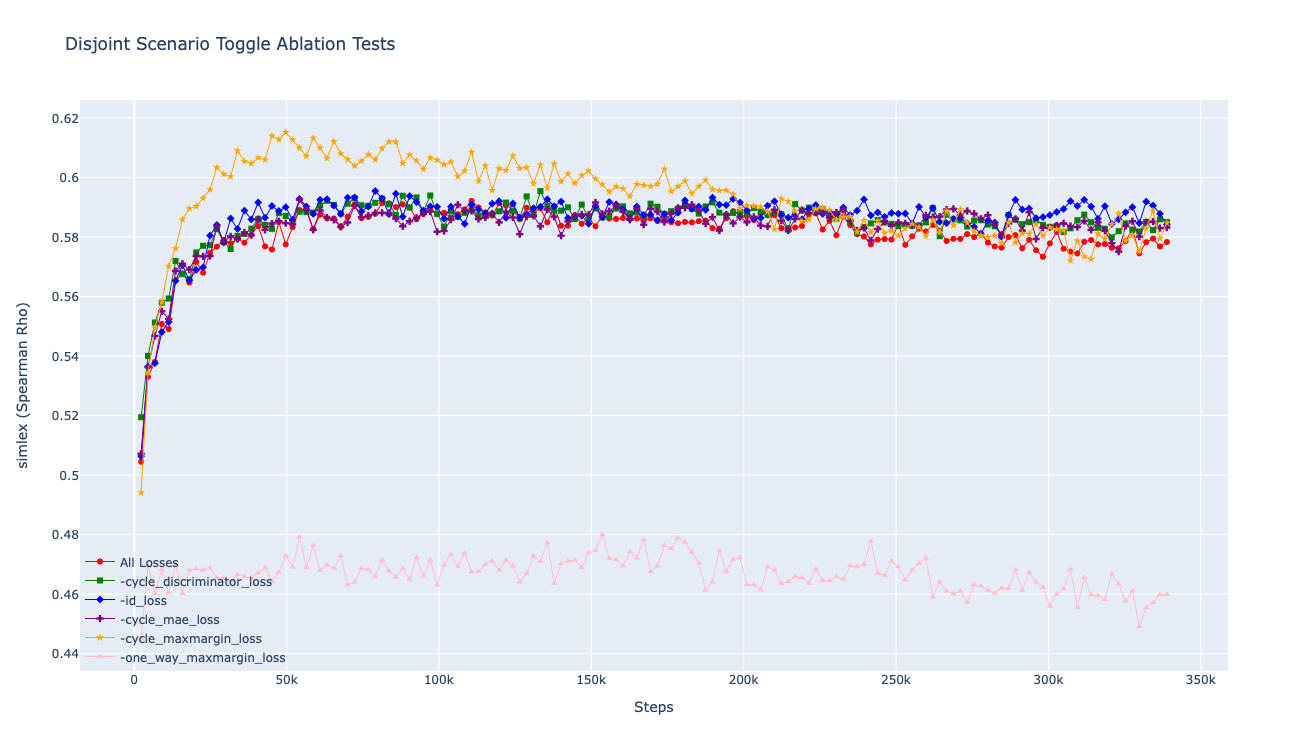 Disjoint Scenario Toggle Ablation Tests
0.62
0.6
0.58
0.56
0.54
0.52
0.5
0.48
0.46
0.44
simlex (Spearman Rho)
All Losses
-cycle_discriminator_loss
-id_loss
-cycle_mae_loss
-cycle_maxmargin_loss
-one_way_maxmargin_loss
0 50k 100k 150k 200k 250k 300k 350k
Steps